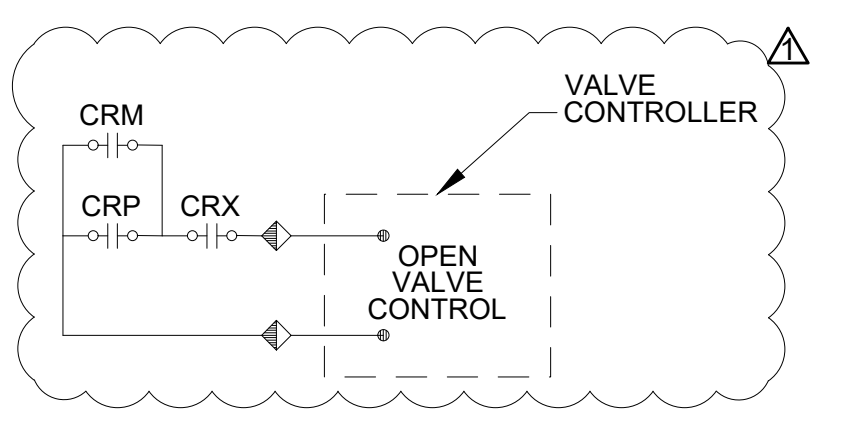 1
VALVE
CONTROLLER
CRM
CRP
CRX
OPEN
VALVE
CONTROL